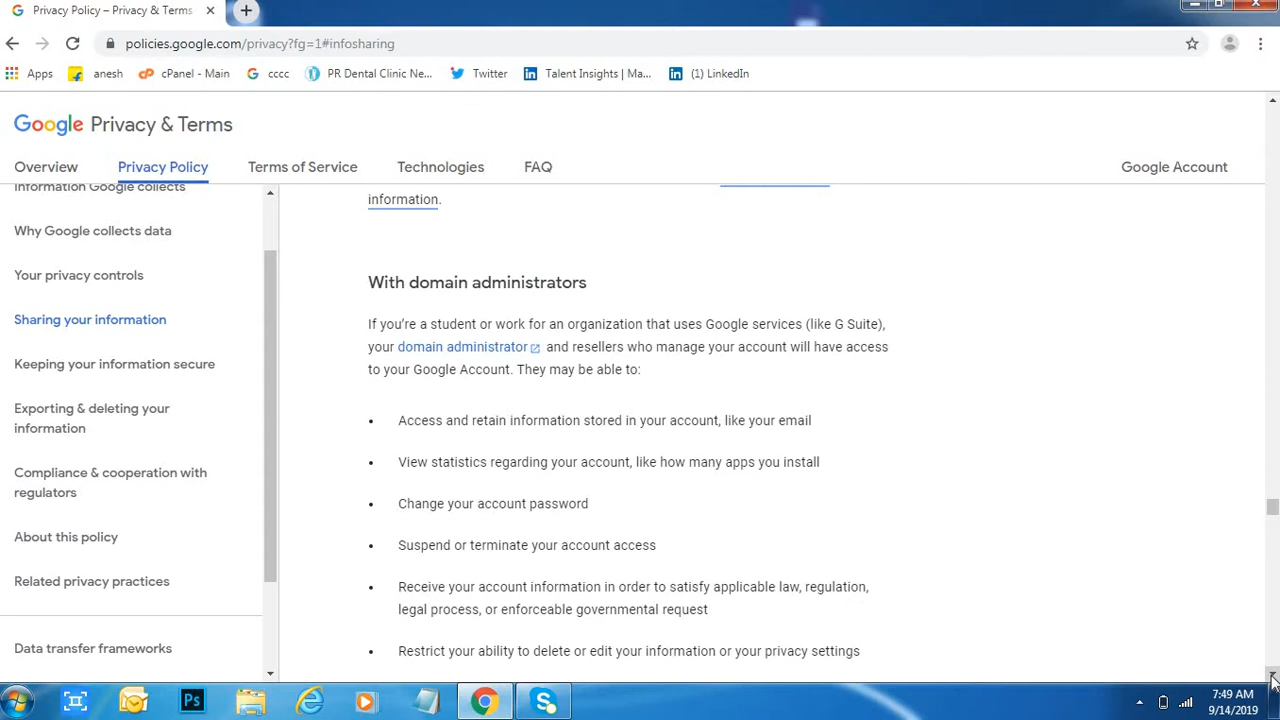 Privacy Policy – Privacy & Terms
policies.google.com/privacy?fg=1#infosharing
Apps
anesh
cPanel - Main
cccc
PR Dental Clinic Ne...
Twitter
Talent Insights | Ma...
(1) LinkedIn
Google Privacy & Terms
Overview
Privacy Policy
Terms of Service
Technologies
FAQ
Google Account
Information Google collects
Why Google collects data
Your privacy controls
Sharing your information
Keeping your information secure
Exporting & deleting your
information
Compliance & cooperation with
regulators
About this policy
Related privacy practices
Data transfer frameworks
information.
With domain administrators
If you're a student or work for an organization that uses Google services (like G Suite),
your domain administrator and resellers who manage your account will have access
to your Google Account. They may be able to:
• Access and retain information stored in your account, like your email
• View statistics regarding your account, like how many apps you install
• Change your account password
• Suspend or terminate your account access
• Receive your account information in order to satisfy applicable law, regulation,
legal process, or enforceable governmental request
• Restrict your ability to delete or edit your information or your privacy settings
Ps
7:49 AM
9/14/2019